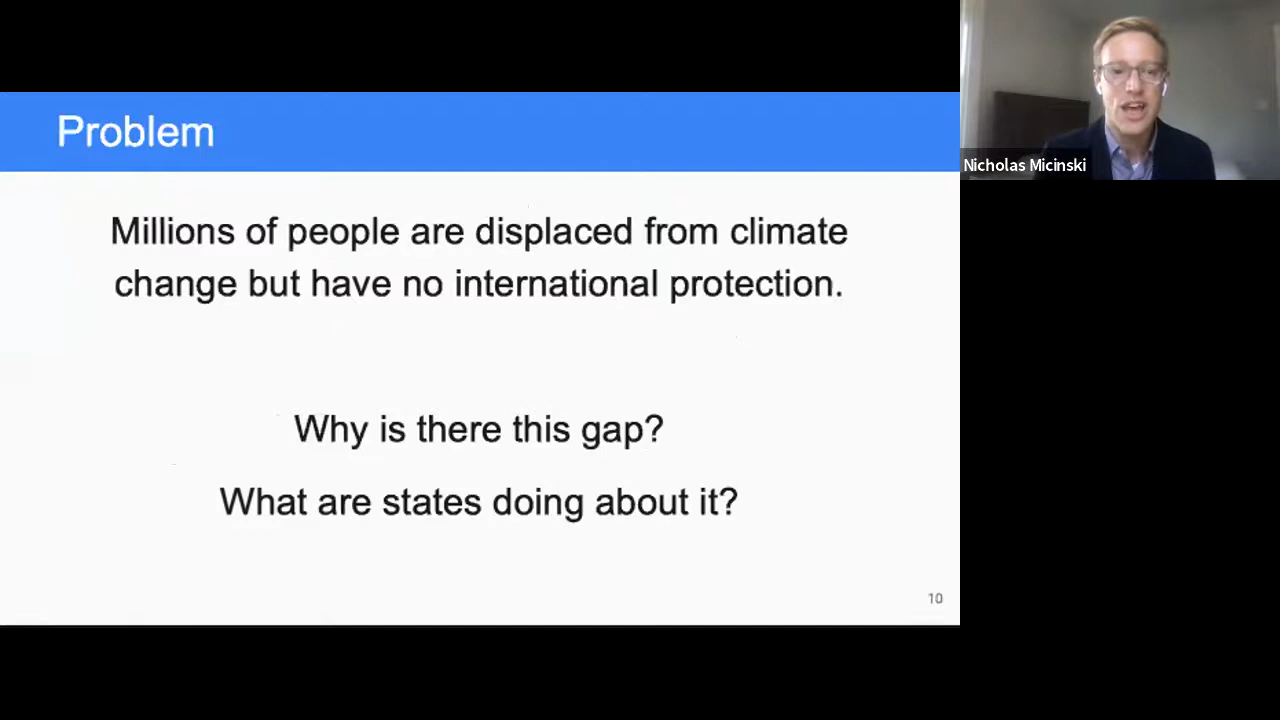 Problem
Millions of people are displaced from climate
change but have no international protection.
Why is there this gap?
What are states doing about it?
10
Nicholas Micinski